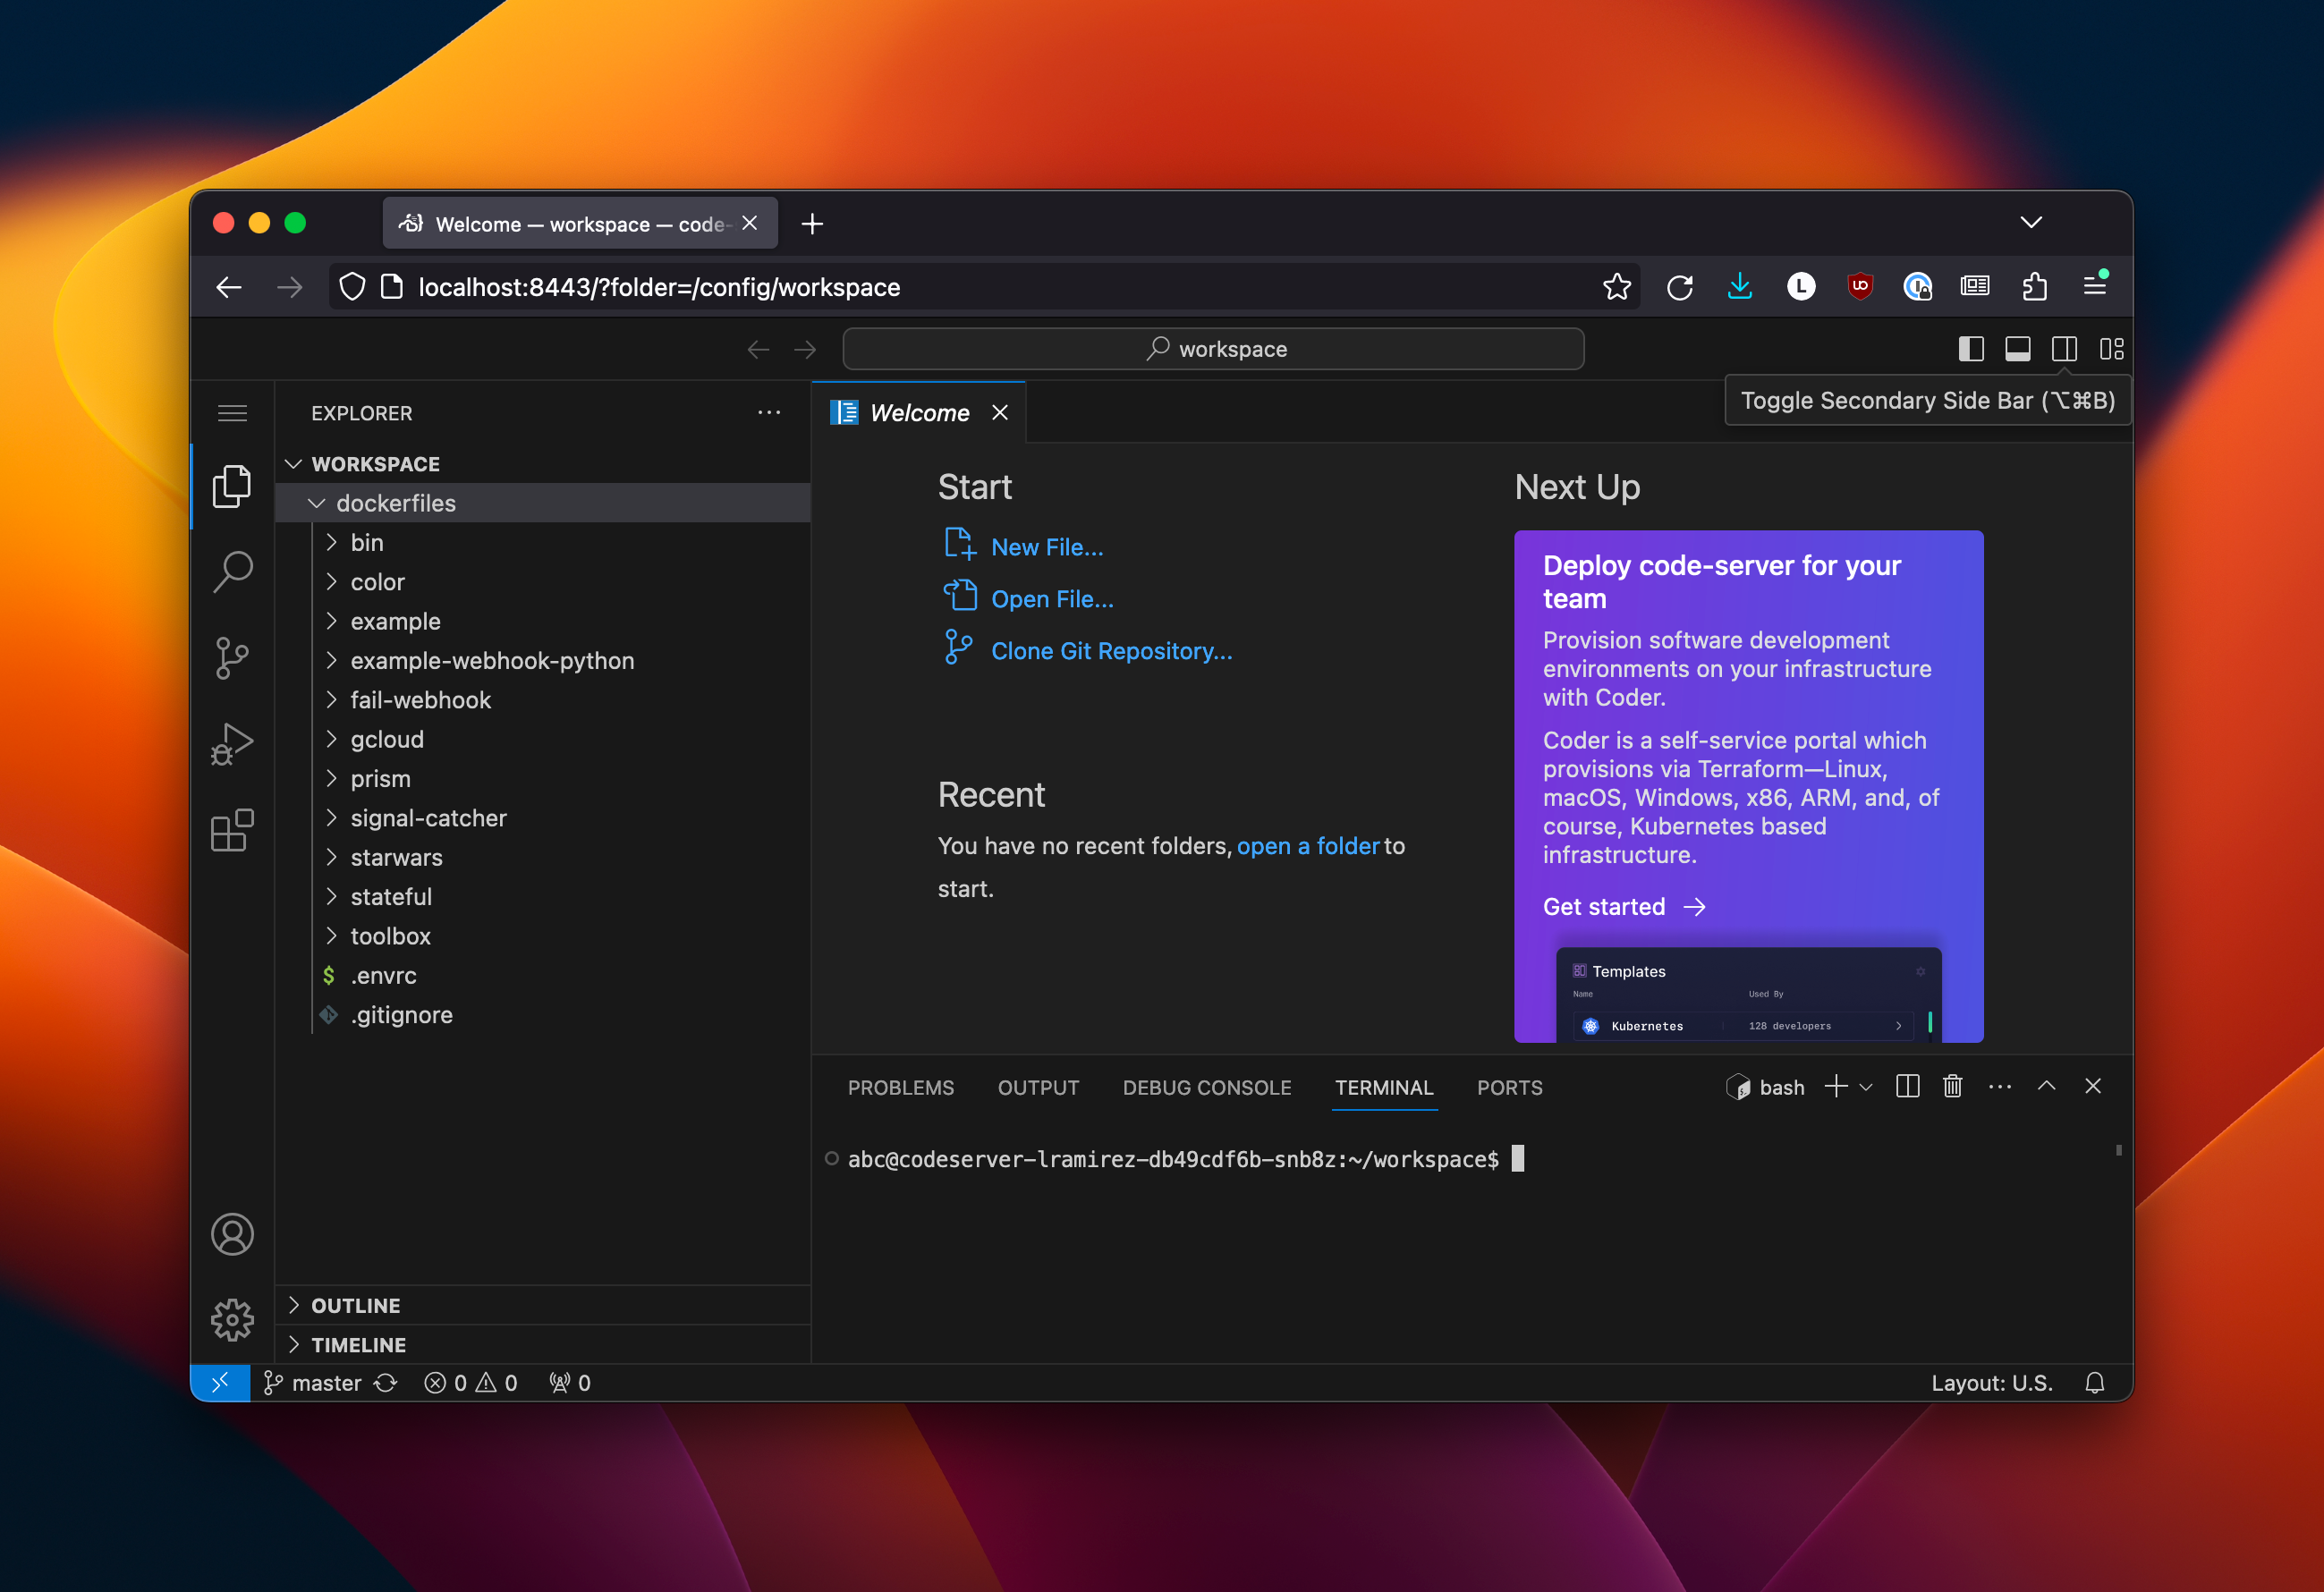 Welcome — workspace — code-
localhost:8443/?folder=/config/workspace
L
workspace
Toggle Secondary Side Bar (⌥⌘B)
EXPLORER
WORKSPACE
dockerfiles
bin
color
example
example-webhook-python
fail-webhook
gcloud
prism
signal-catcher
starwars
stateful
toolbox
$ .envrc
.gitignore
OUTLINE
TIMELINE
Welcome
Start
New File...
Open File...
Clone Git Repository...
Recent
You have no recent folders, open a folder to
start.
Next Up
Deploy code-server for your
team
Provision software development
environments on your infrastructure
with Coder.
Coder is a self-service portal which
provisions via Terraform—Linux,
macOS, Windows, x86, ARM, and, of
course, Kubernetes based
infrastructure.
Get started
Templates
Name Used By
Kubernetes 128 developers
PROBLEMS OUTPUT DEBUG CONSOLE TERMINAL PORTS
bash
abc@codeserver-lramirez-db49cdf6b-snb8z:~/workspace$
master 0 0 0
Layout: U.S.